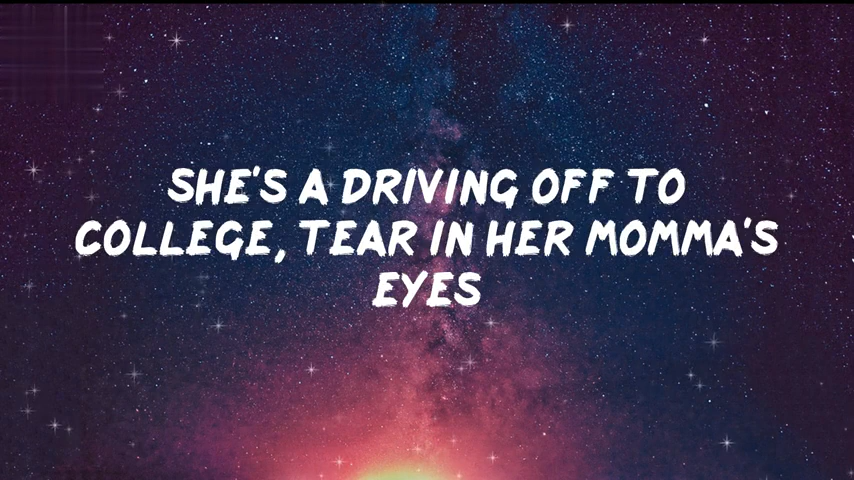 SHE'S A DRIVING OFF TO
COLLEGE, TEAR IN HER MOMMA'S
EYES